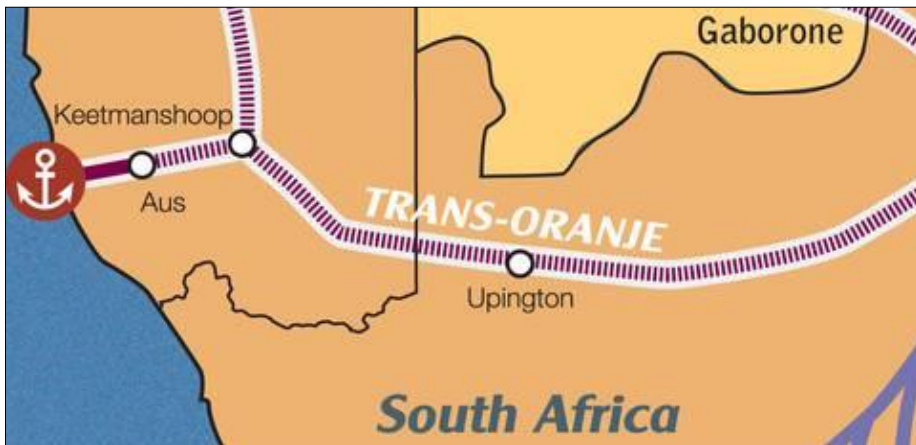 Gaborone
Keetmanshoop
Aus
TRANS-ORANJE
Upington
South Africa